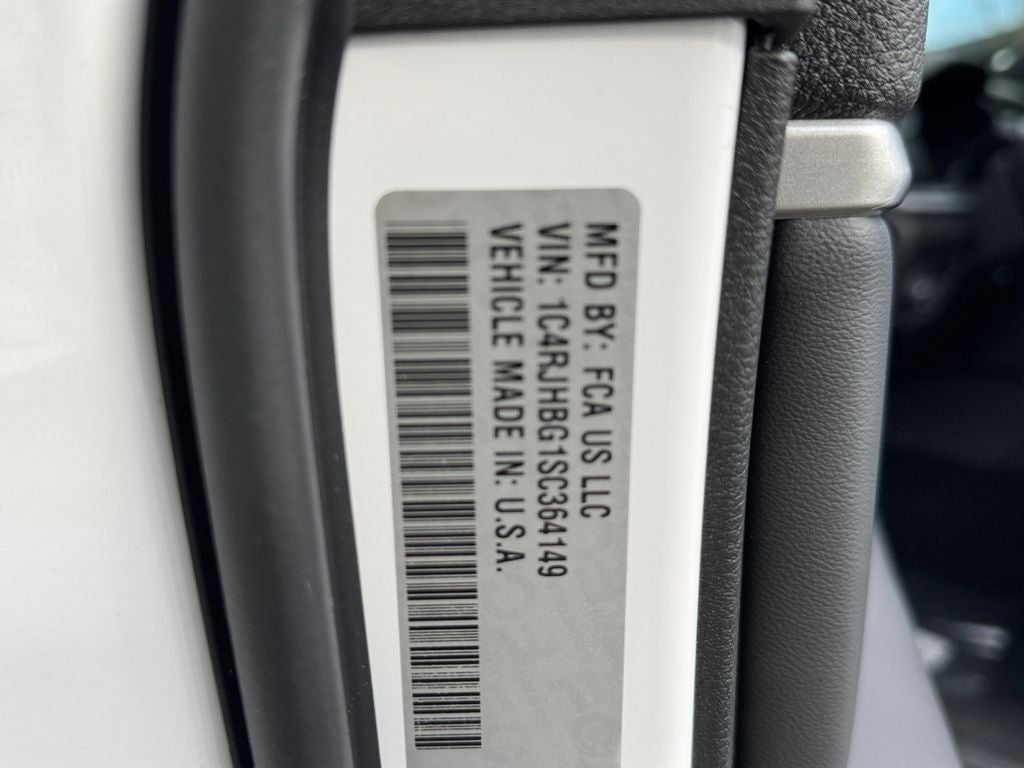 MFD BY: FCA US LLC
VIN: 1C4RJHBG1SC364149
VEHICLE MADE IN: U.S.A.